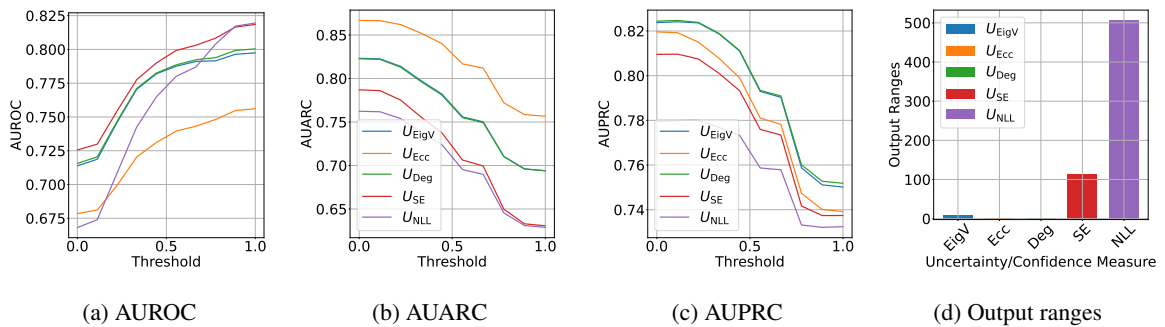 0.825
0.800
0.775
0.750
0.725
0.700
0.675
AUROC
0.0 0.5 1.0
Threshold
(a) AUROC
0.85
0.80
0.75
0.70
0.65
AUARC
U_EigV
U_Ecc
U_Deg
U_SE
U_NLL
0.0 0.5 1.0
Threshold
(b) AUARC
0.82
0.80
0.78
0.76
0.74
AUPRC
U_EigV
U_Ecc
U_Deg
U_SE
U_NLL
0.0 0.5 1.0
Threshold
(c) AUPRC
500
400
300
200
100
0
Output Ranges
U_EigV
U_Ecc
U_Deg
U_SE
U_NLL
EigV Ecc Deg SE NLL
Uncertainty/Confidence Measure
(d) Output ranges